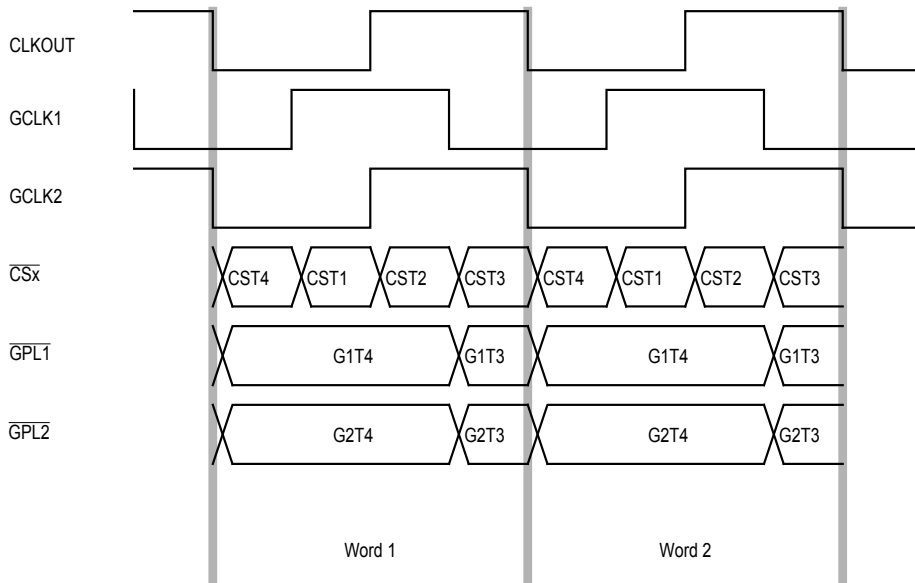 CLKOUT
GCLK1
GCLK2
CSx CST4 CST1 CST2 CST3 CST4 CST1 CST2 CST3
GPL1 G1T4 G1T3 G1T4 G1T3
GPL2 G2T4 G2T3 G2T4 G2T3
Word 1 Word 2